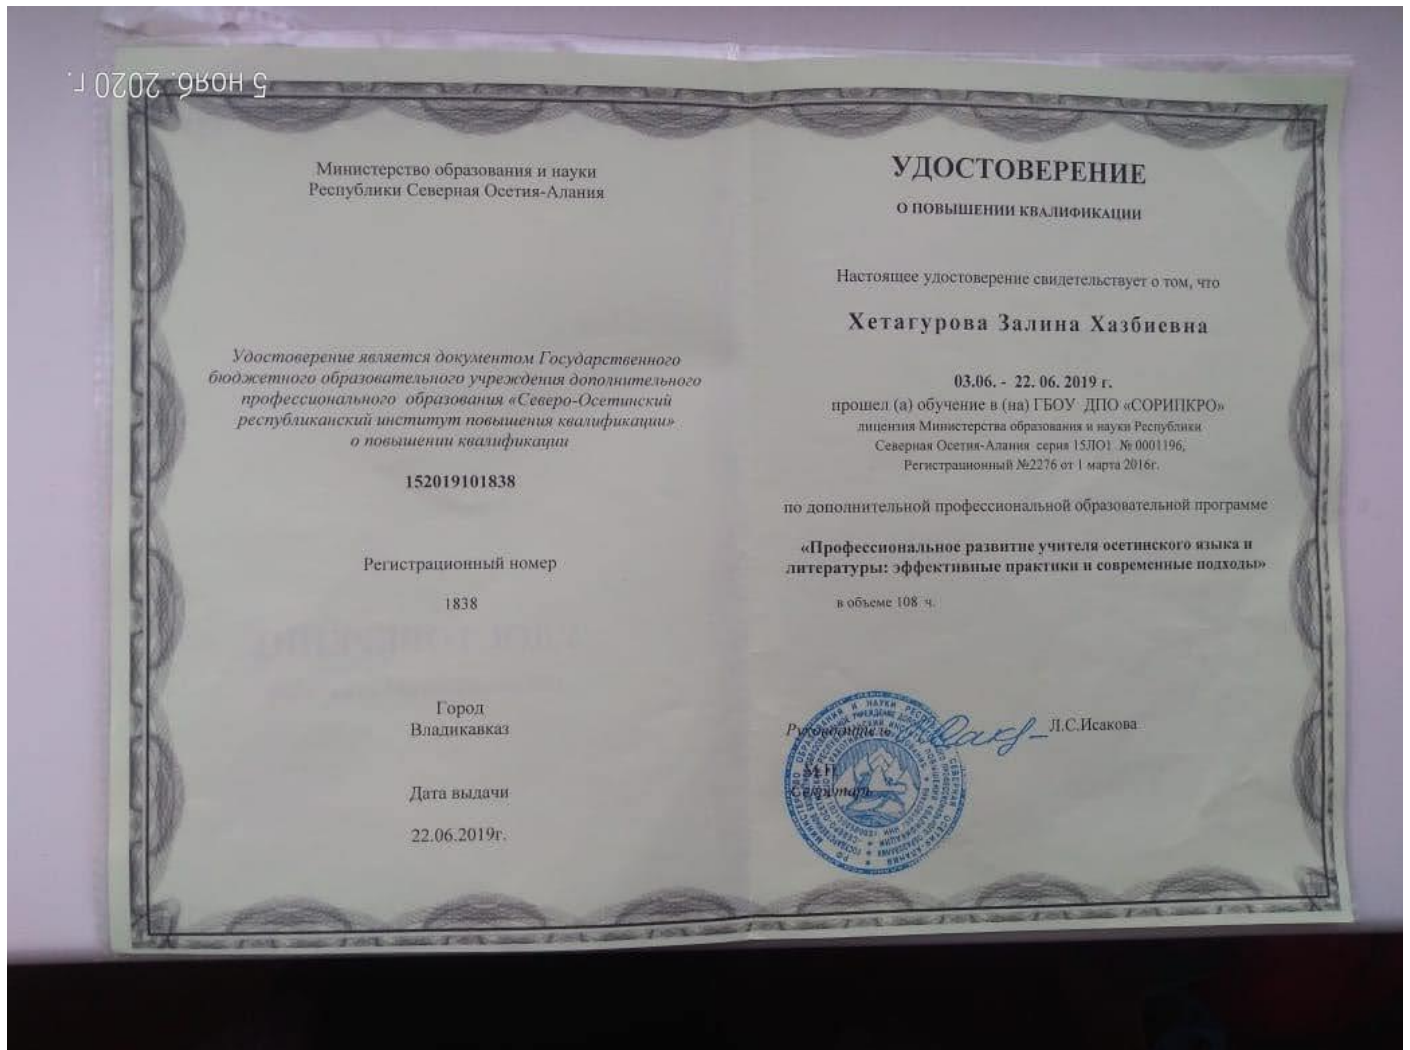 5 нояб. 2020 г.
Министерство образования и науки
Республики Северная Осетия-Алания
Удостоверение является документом Государственного
бюджетного образовательного учреждения дополнительного
профессионального образования «Северо-Осетинский
республиканский институт повышения квалификации»
о повышении квалификации
152019101838
Регистрационный номер
1838
Город
Владикавказ
Дата выдачи
22.06.2019г.
УДОСТОВЕРЕНИЕ
О ПОВЫШЕНИИ КВАЛИФИКАЦИИ
Настоящее удостоверение свидетельствует о том, что
Хетагурова Залина Хазбиевна
03.06. - 22. 06. 2019 г.
прошел (а) обучение в (на) ГБОУ ДПО «СОРИПКРО»
лицензия Министерства образования и науки Республики
Северная Осетия-Алания серия 15ЛО1 № 0001196,
Регистрационный №2276 от 1 марта 2016г.
по дополнительной профессиональной образовательной программе
«Профессиональное развитие учителя осетинского языка и
литературы: эффективные практики и современные подходы»
в объеме 108 ч.
Руководитель Л.С.Исакова
М.П.
Секретарь